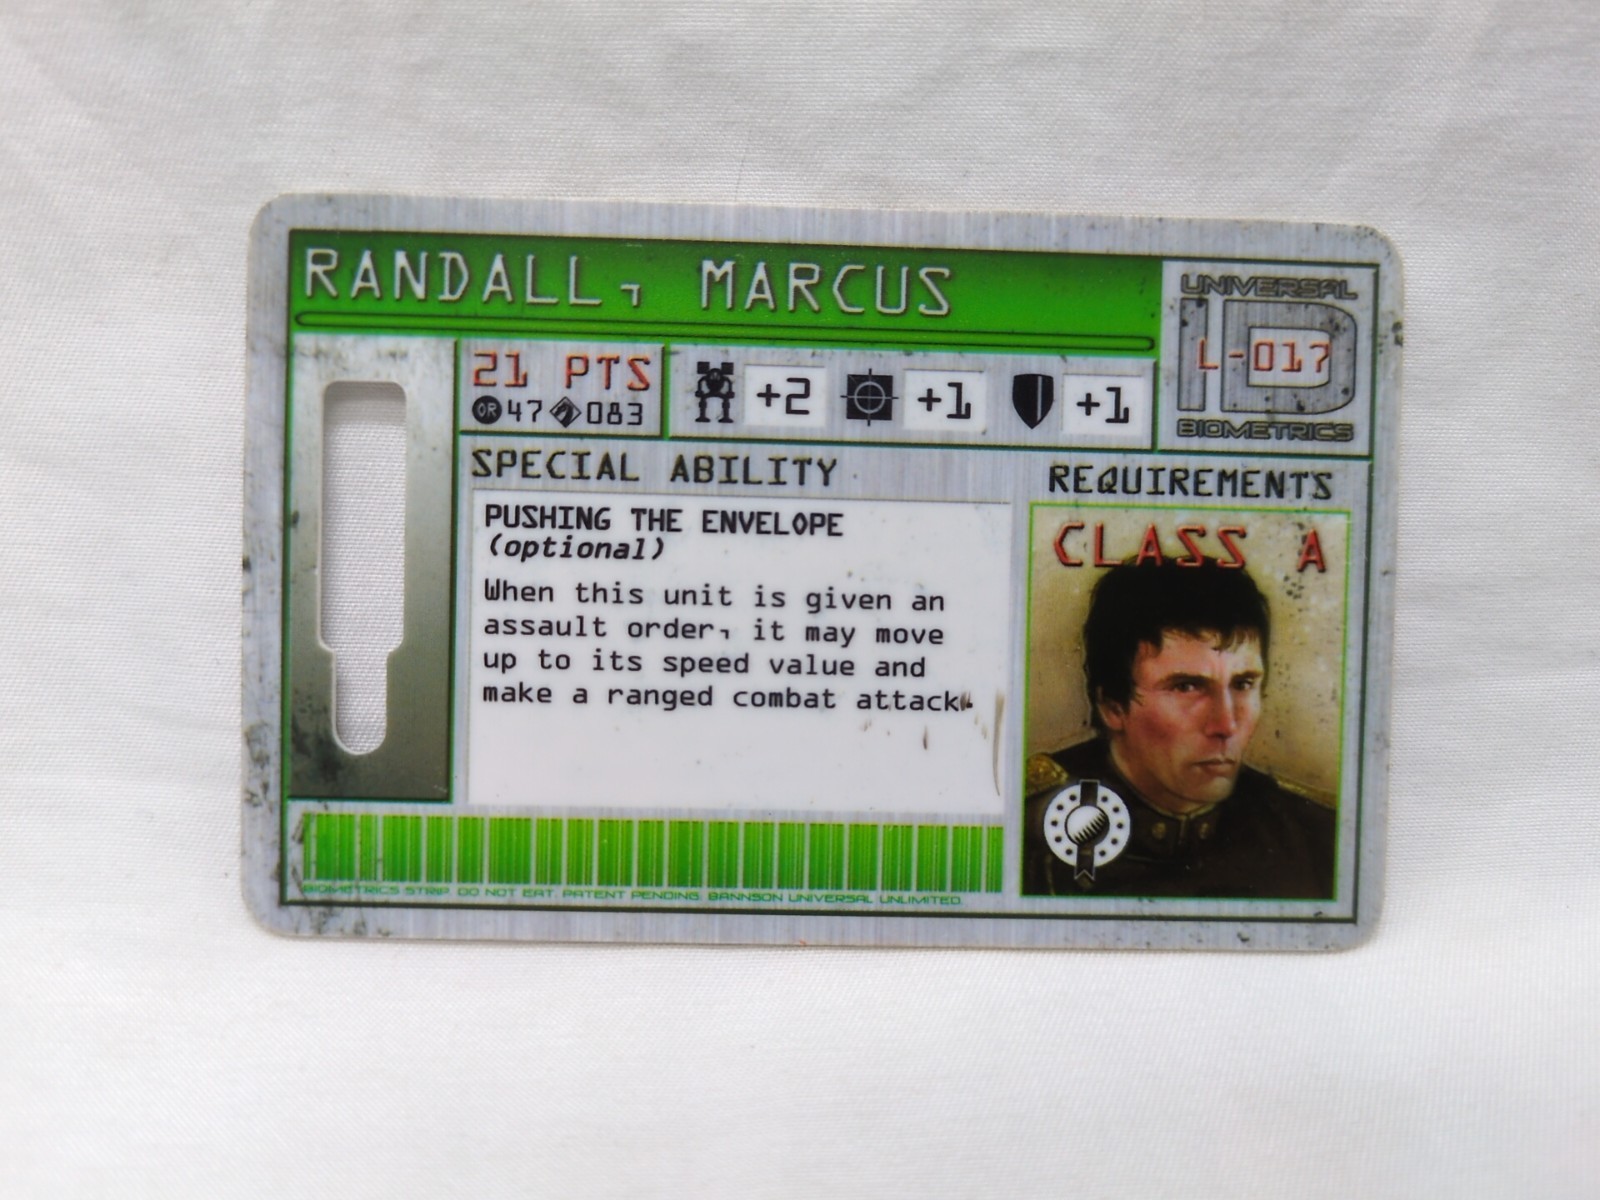 RANDALL, MARCUS
UNIVERSAL
ID
L-017
BIOMETRICS
21 PTS
OR 47 083
+2
+1
+1
SPECIAL ABILITY
PUSHING THE ENVELOPE
(optional)
When this unit is given an
assault order, it may move
up to its speed value and
make a ranged combat attack.
REQUIREMENTS
CLASS A
BIOMETRICS STRIP. DO NOT EAT. PATENT PENDING. BANNSON UNIVERSAL UNLIMITED.